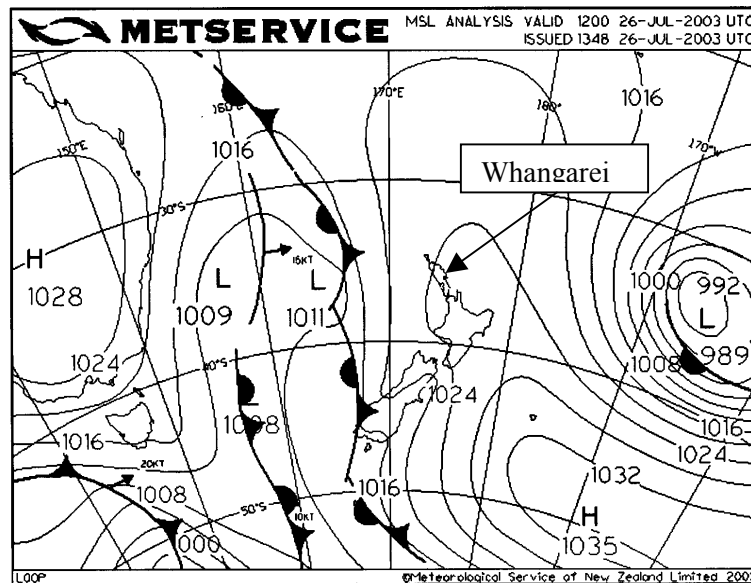 METSERVICE
MSL ANALYSIS VALID 1200 26-JUL-2003 UTC
ISSUED 1348 26-JUL-2003 UTC
170°E
180°
160°E
1016
150°E
1016
170°W
Whangarei
30°S
H
1028
15KT
L
1009
L
1011
1000
992
L
989
1008
1024
40°S
1024
1008
1016
1016
1024
20KT
1008
1016
1032
50°S
10KT
H
1035
000
LOOP
©Meteorological Service of New Zealand Limited 200